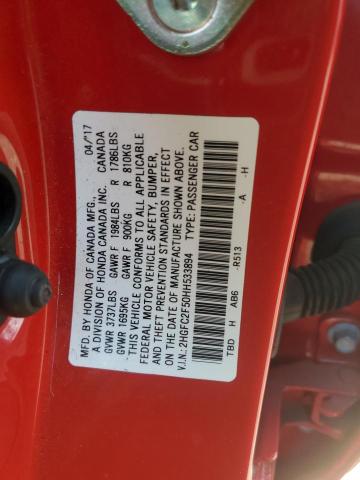 MFD. BY HONDA OF CANADA MFG., 04/'17
A DIVISION OF HONDA CANADA INC. CANADA
GVWR 3737LBS GAWR F 1984LBS R 1786LBS
GVWR 1695KG GAWR F 900KG R 810KG
THIS VEHICLE CONFORMS TO ALL APPLICABLE
FEDERAL MOTOR VEHICLE SAFETY, BUMPER,
AND THEFT PREVENTION STANDARDS IN EFFECT
ON THE DATE OF MANUFACTURE SHOWN ABOVE.
V.I.N.:2HGFC2F50HH533894 TYPE: PASSENGER CAR
TBD H AB6 -R513 -A -H